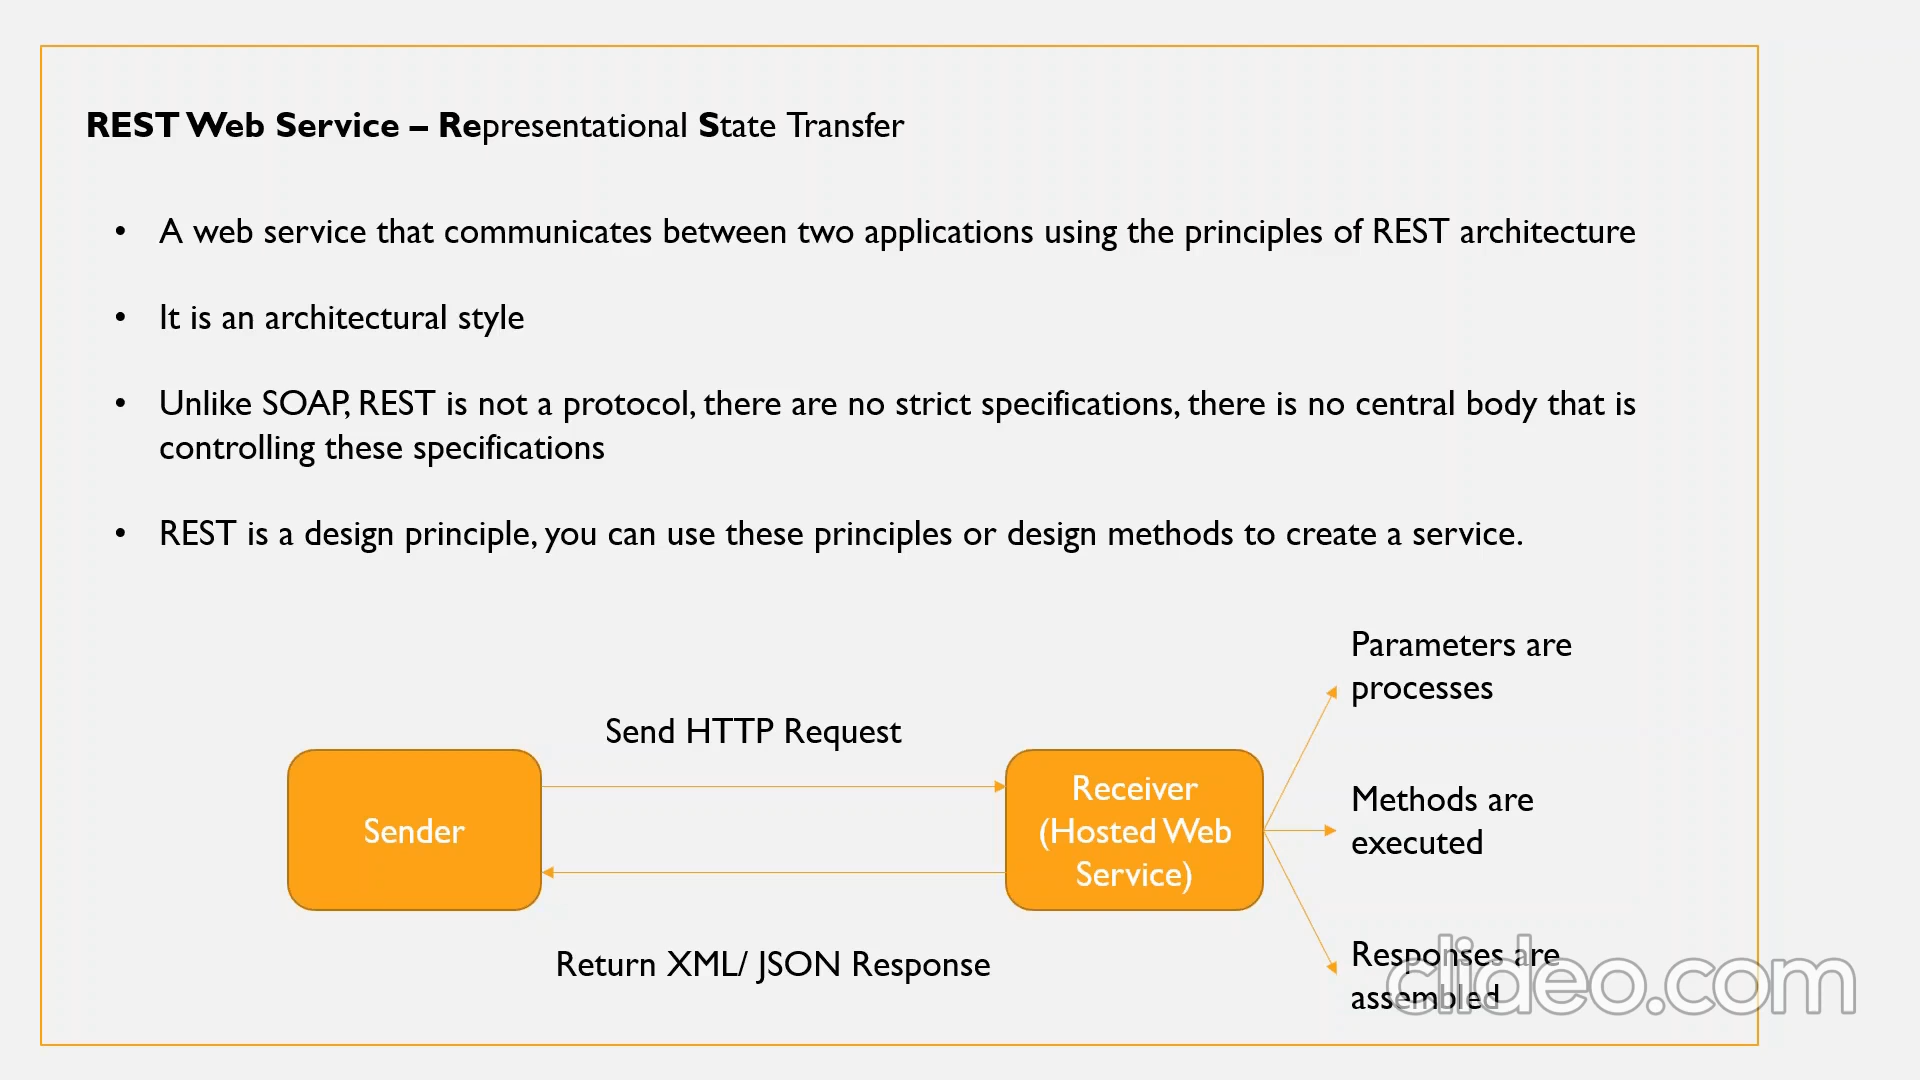 REST Web Service – Representational State Transfer
• A web service that communicates between two applications using the principles of REST architecture
• It is an architectural style
• Unlike SOAP, REST is not a protocol, there are no strict specifications, there is no central body that is
controlling these specifications
• REST is a design principle, you can use these principles or design methods to create a service.
Send HTTP Request
Sender
Receiver
(Hosted Web
Service)
Return XML/ JSON Response
Parameters are
processes
Methods are
executed
Responses are
assembled
clideo.com